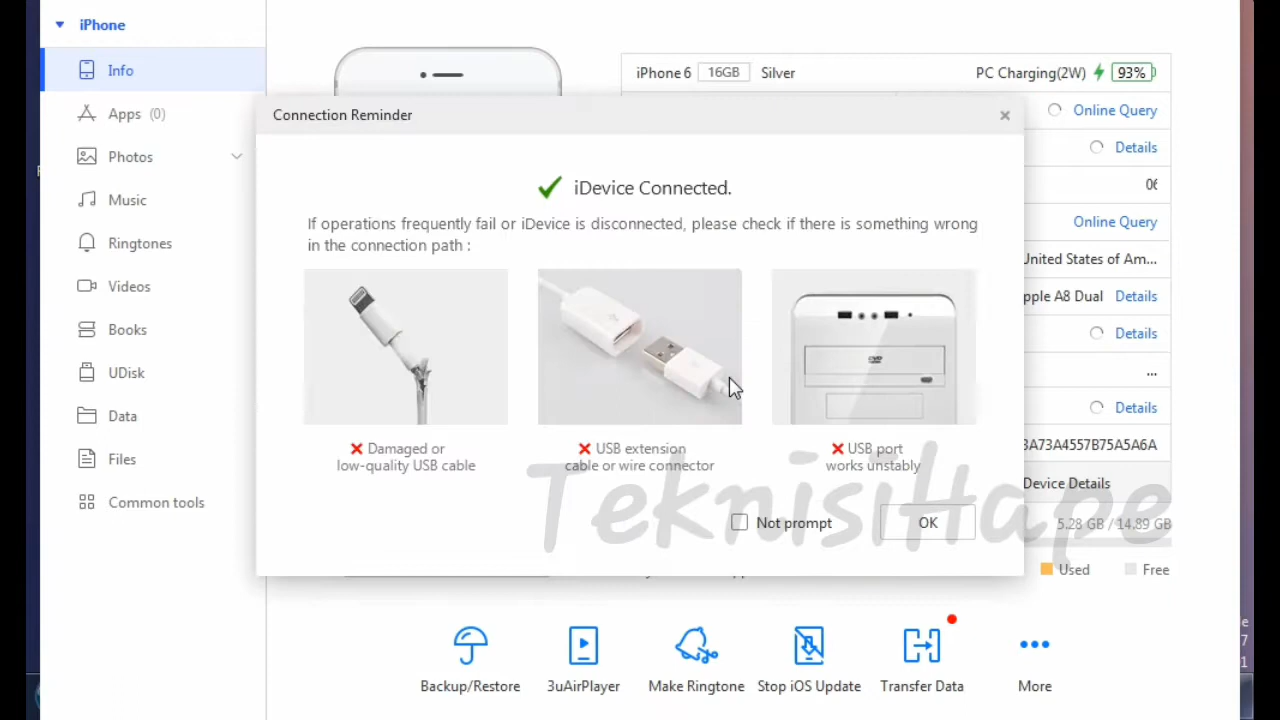 iPhone
Info
Apps (0)
Photos
Music
Ringtones
Videos
Books
UDisk
Data
Files
Common tools
iPhone 6 16GB Silver PC Charging(2W) 93%
Online Query
Details
Online Query
United States of Am...
Apple A8 Dual Details
Details
...
Details
3A73A4557B75A5A6A
Device Details
5.28 GB / 14.89 GB
Used Free
Connection Reminder
iDevice Connected.
If operations frequently fail or iDevice is disconnected, please check if there is something wrong
in the connection path :
DVD
Damaged or
low-quality USB cable
USB extension
cable or wire connector
USB port
works unstably
TeknisiHape
Not prompt OK
Backup/Restore 3uAirPlayer Make Ringtone Stop iOS Update Transfer Data More